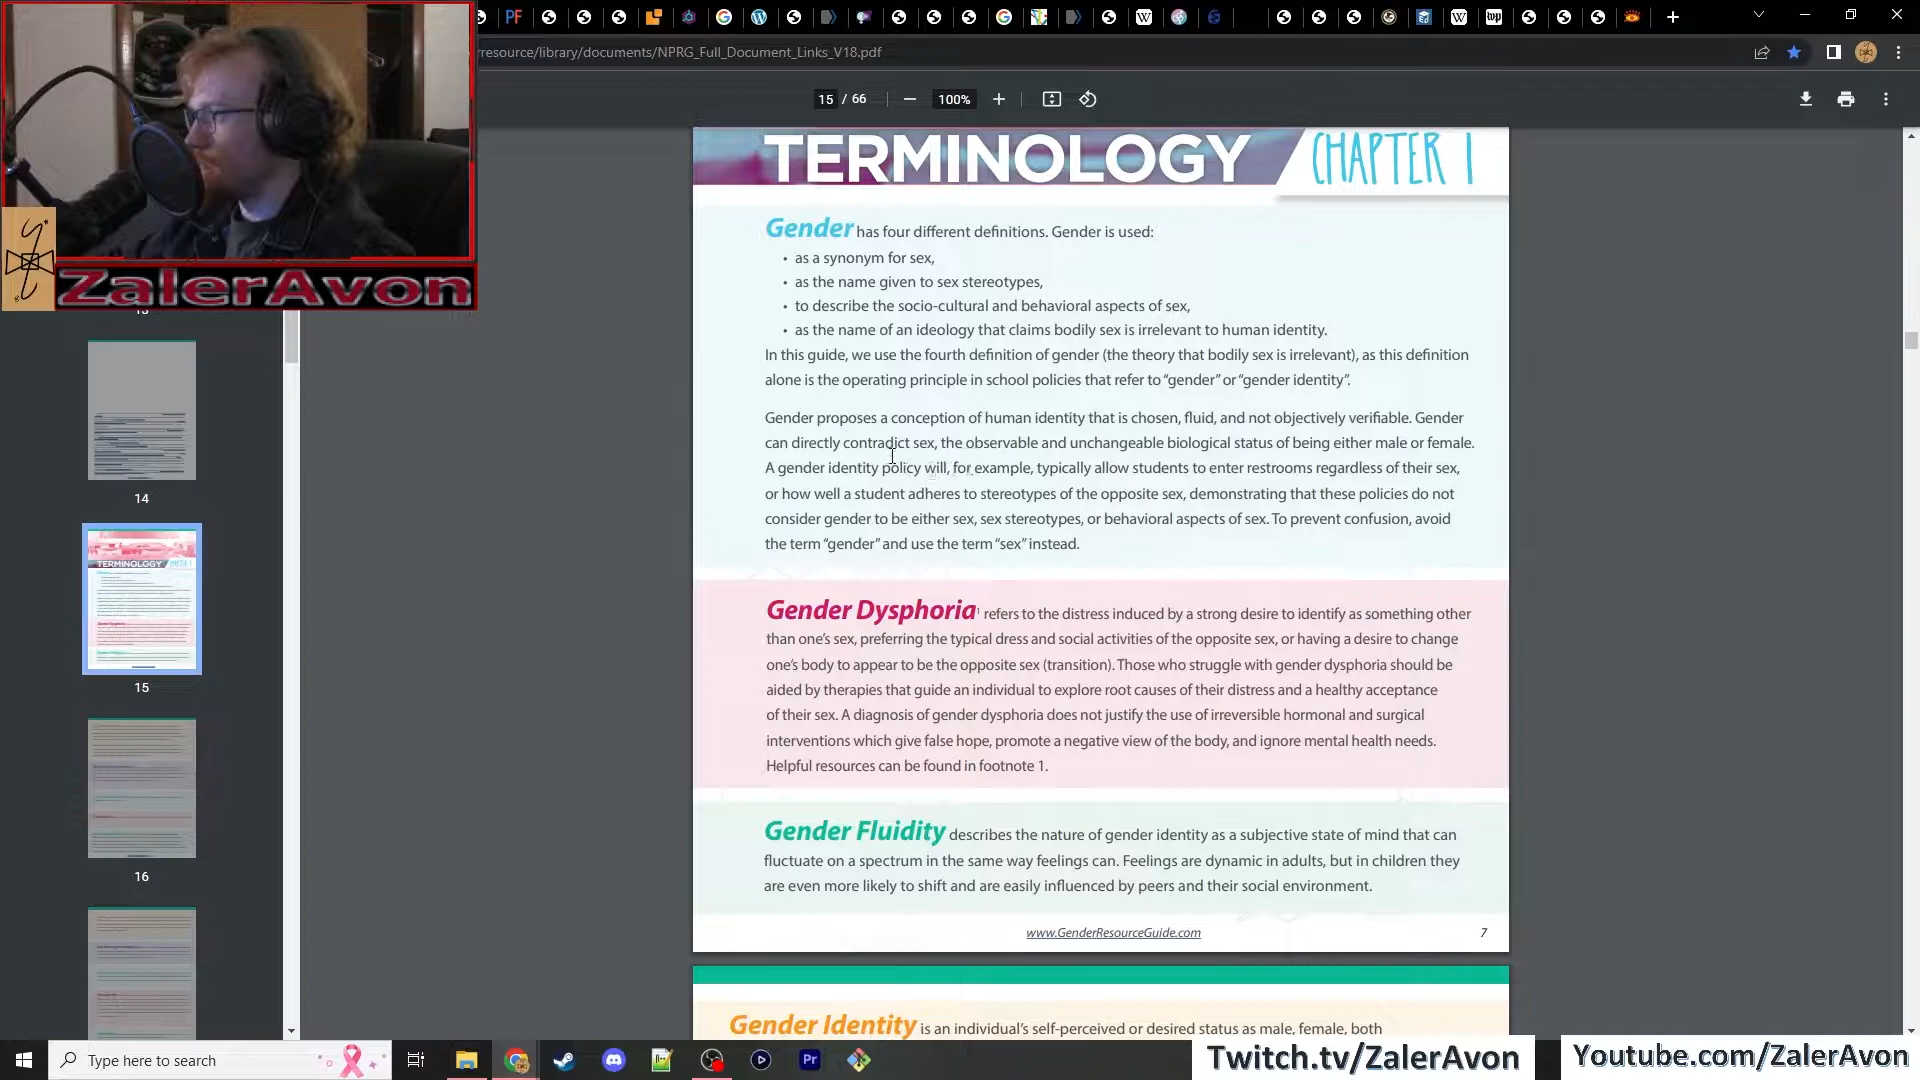 rresource/library/documents/NPRG_Full_Document_Links_V18.pdf
15 / 66
100%
TERMINOLOGY CHAPTER 1
Gender has four different definitions. Gender is used:
• as a synonym for sex,
• as the name given to sex stereotypes,
• to describe the socio-cultural and behavioral aspects of sex,
• as the name of an ideology that claims bodily sex is irrelevant to human identity.
In this guide, we use the fourth definition of gender (the theory that bodily sex is irrelevant), as this definition
alone is the operating principle in school policies that refer to “gender” or “gender identity”.
Gender proposes a conception of human identity that is chosen, fluid, and not objectively verifiable. Gender
can directly contradict sex, the observable and unchangeable biological status of being either male or female.
A gender identity policy will, for example, typically allow students to enter restrooms regardless of their sex,
or how well a student adheres to stereotypes of the opposite sex, demonstrating that these policies do not
consider gender to be either sex, sex stereotypes, or behavioral aspects of sex. To prevent confusion, avoid
the term “gender” and use the term “sex” instead.
Gender Dysphoria¹ refers to the distress induced by a strong desire to identify as something other
than one’s sex, preferring the typical dress and social activities of the opposite sex, or having a desire to change
one’s body to appear to be the opposite sex (transition). Those who struggle with gender dysphoria should be
aided by therapies that guide an individual to explore root causes of their distress and a healthy acceptance
of their sex. A diagnosis of gender dysphoria does not justify the use of irreversible hormonal and surgical
interventions which give false hope, promote a negative view of the body, and ignore mental health needs.
Helpful resources can be found in footnote 1.
Gender Fluidity describes the nature of gender identity as a subjective state of mind that can
fluctuate on a spectrum in the same way feelings can. Feelings are dynamic in adults, but in children they
are even more likely to shift and are easily influenced by peers and their social environment.
www.GenderResourceGuide.com
7
Gender Identity is an individual’s self-perceived or desired status as male, female, both
ZalerAvon
13
14
TERMINOLOGY
15
16
Type here to search
Twitch.tv/ZalerAvon
Youtube.com/ZalerAvon